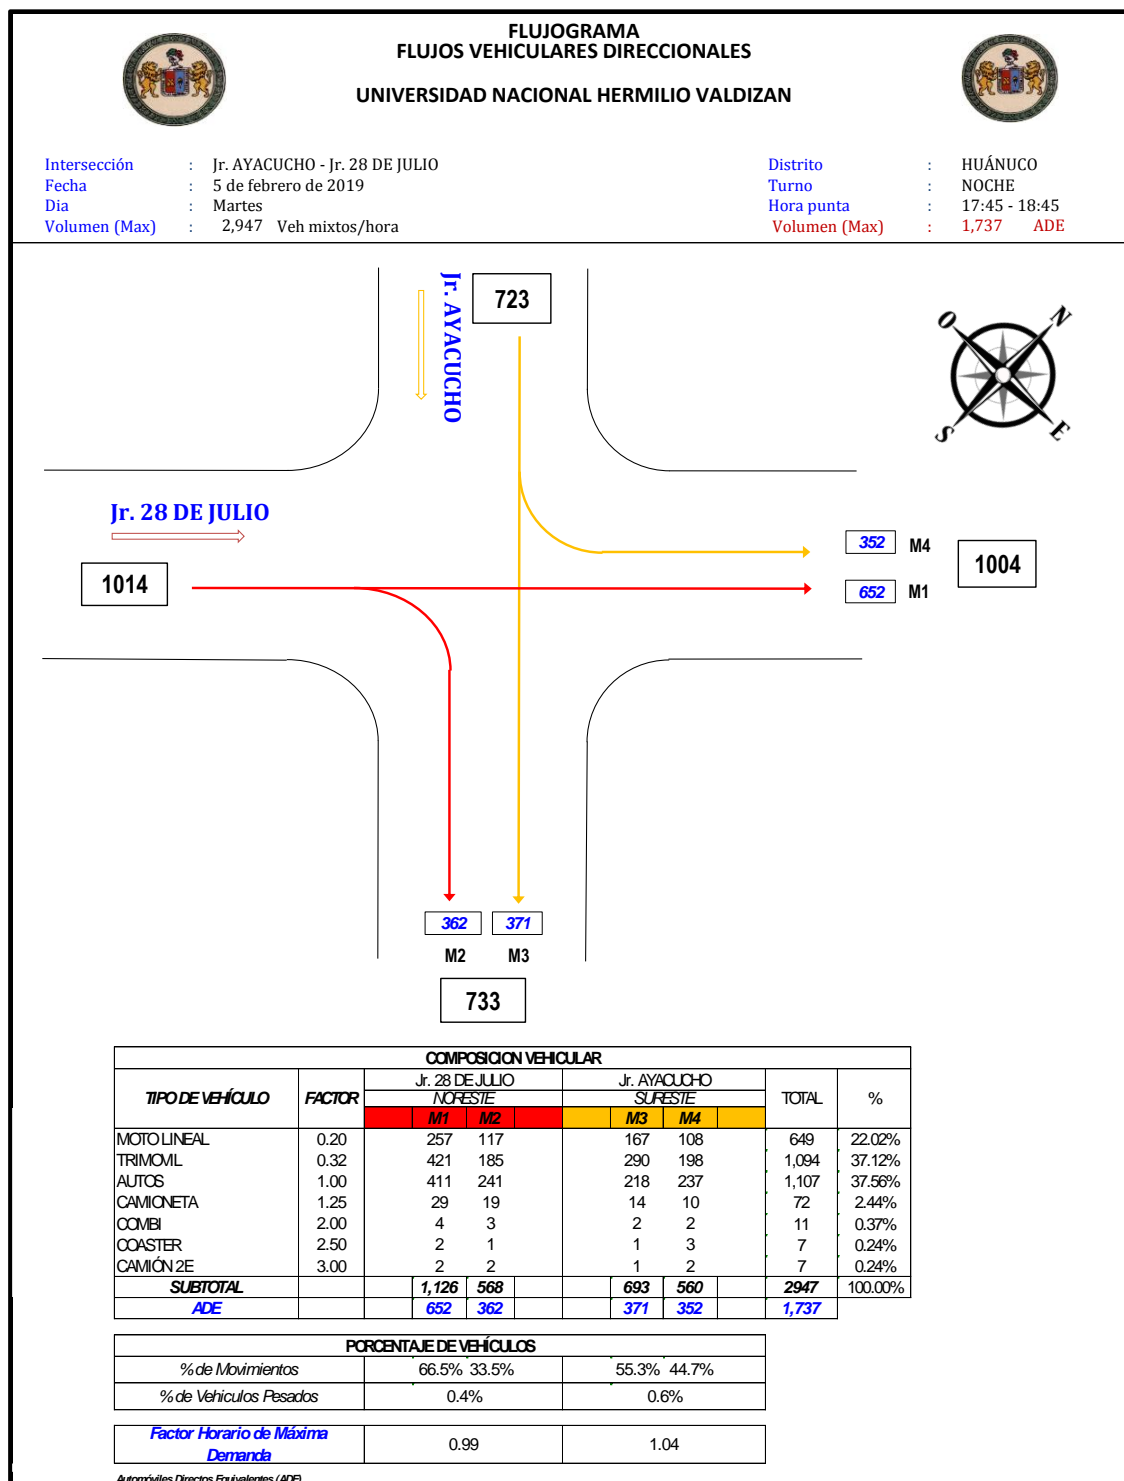 FLUJOGRAMA
FLUJOS VEHICULARES DIRECCIONALES
UNIVERSIDAD NACIONAL HERMILIO VALDIZAN
Intersección : Jr. AYACUCHO - Jr. 28 DE JULIO Distrito : HUÁNUCO
Fecha : 5 de febrero de 2019 Turno : NOCHE
Dia : Martes Hora punta : 17:45 - 18:45
Volumen (Max) : 2,947 Veh mixtos/hora Volumen (Max) : 1,737 ADE
Jr. AYACUCHO
723
O N
S E
Jr. 28 DE JULIO
1014
352 M4
1004
652 M1
362 371
M2 M3
733
COMPOSICION VEHICULAR
TIPO DE VEHÍCULO FACTOR Jr. 28 DE JULIO Jr. AYACUCHO TOTAL %
NORESTE SURESTE
M1 M2 M3 M4
MOTO LINEAL 0.20 257 117 167 108 649 22.02%
TRIMOVIL 0.32 421 185 290 198 1,094 37.12%
AUTOS 1.00 411 241 218 237 1,107 37.56%
CAMIONETA 1.25 29 19 14 10 72 2.44%
COMBI 2.00 4 3 2 2 11 0.37%
COASTER 2.50 2 1 1 3 7 0.24%
CAMIÓN 2E 3.00 2 2 1 2 7 0.24%
SUBTOTAL 1,126 568 693 560 2947 100.00%
ADE 652 362 371 352 1,737
PORCENTAJE DE VEHÍCULOS
% de Movimientos 66.5% 33.5% 55.3% 44.7%
% de Vehiculos Pesados 0.4% 0.6%
Factor Horario de Máxima Demanda 0.99 1.04
Automóviles Directos Equivalentes (ADE)